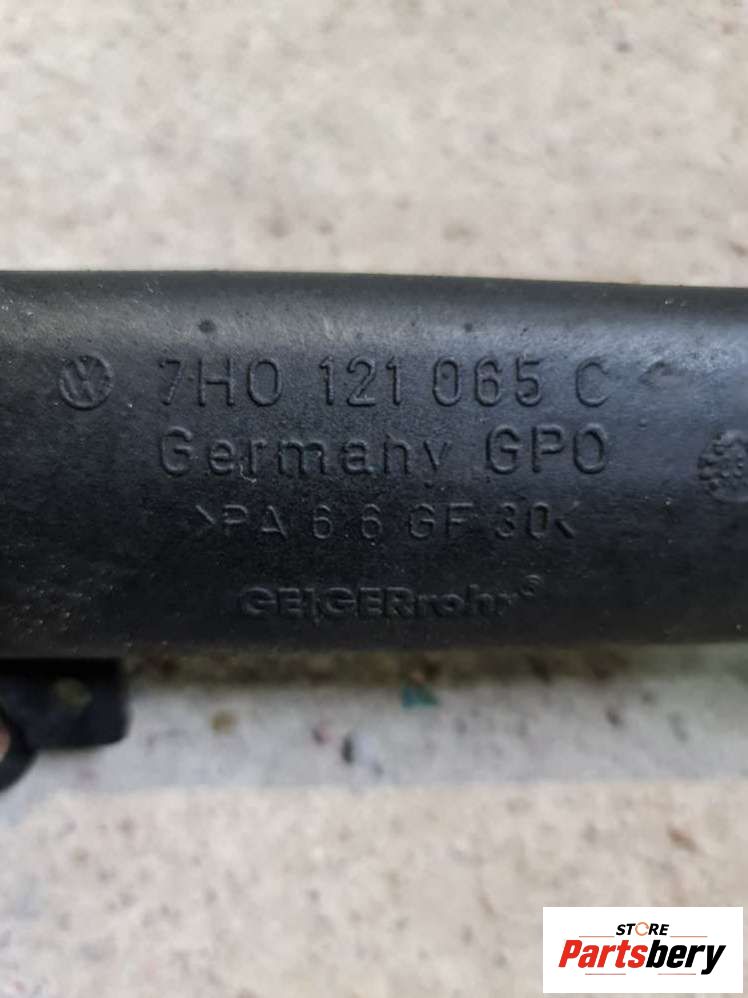 7H0 121 065 C
Germany GPO
>PA 6.6 GF 30<
GEIGERrohr®
STORE
Partsbery